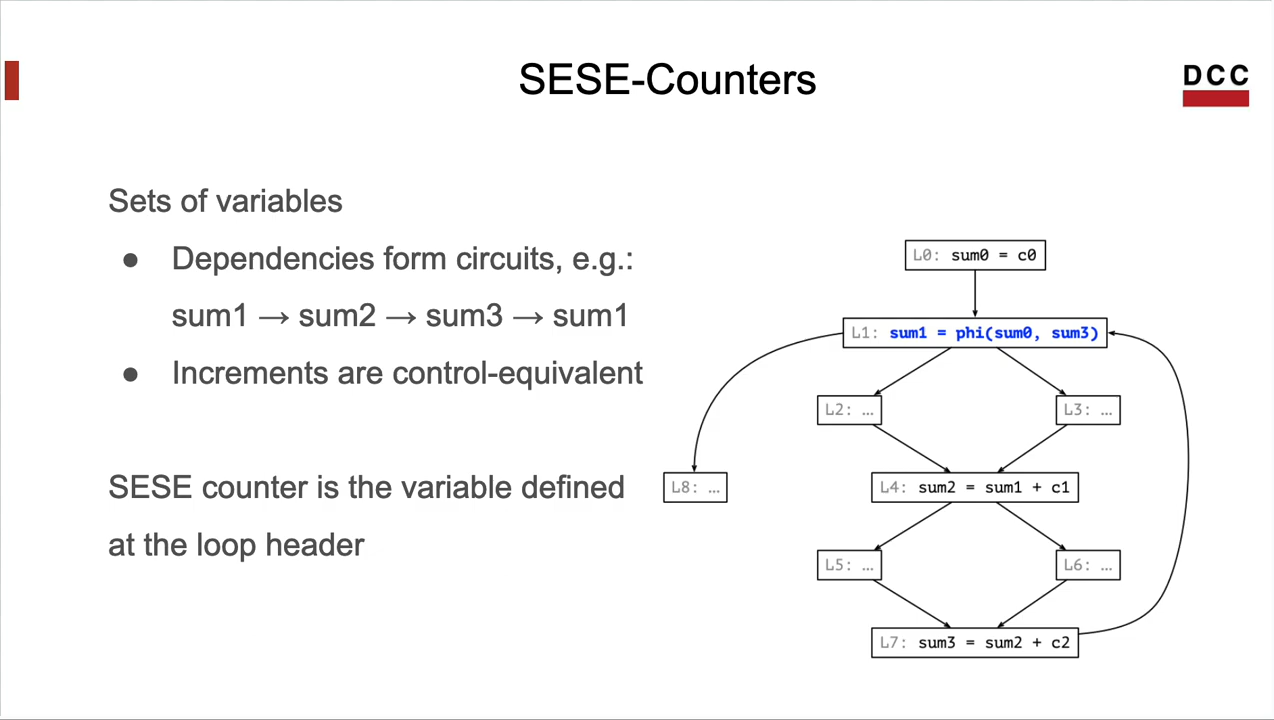 SESE-Counters
DCC
Sets of variables
● Dependencies form circuits, e.g.:
sum1 → sum2 → sum3 → sum1
● Increments are control-equivalent
SESE counter is the variable defined
at the loop header
L0: sum0 = c0
L1: sum1 = phi(sum0, sum3)
L2: …
L3: …
L8: …
L4: sum2 = sum1 + c1
L5: …
L6: …
L7: sum3 = sum2 + c2